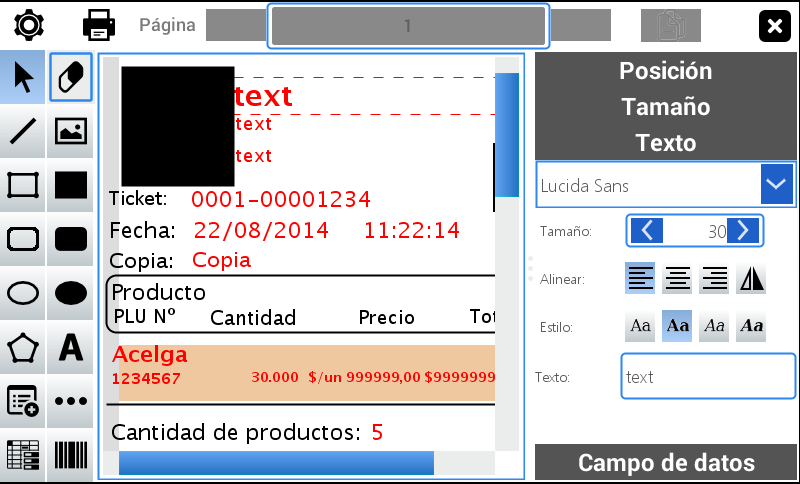 Página 1
Posición
Tamaño
Texto
Lucida Sans
Tamaño: 30
Alinear:
Estilo: Aa Aa Aa Aa
Texto: text
Campo de datos
text
text
text
Ticket: 0001-00001234
Fecha: 22/08/2014 11:22:14
Copia: Copia
Producto
PLU Nº Cantidad Precio Tot
Acelga
1234567 30.000 $/un 999999,00 $9999999
Cantidad de productos: 5
A